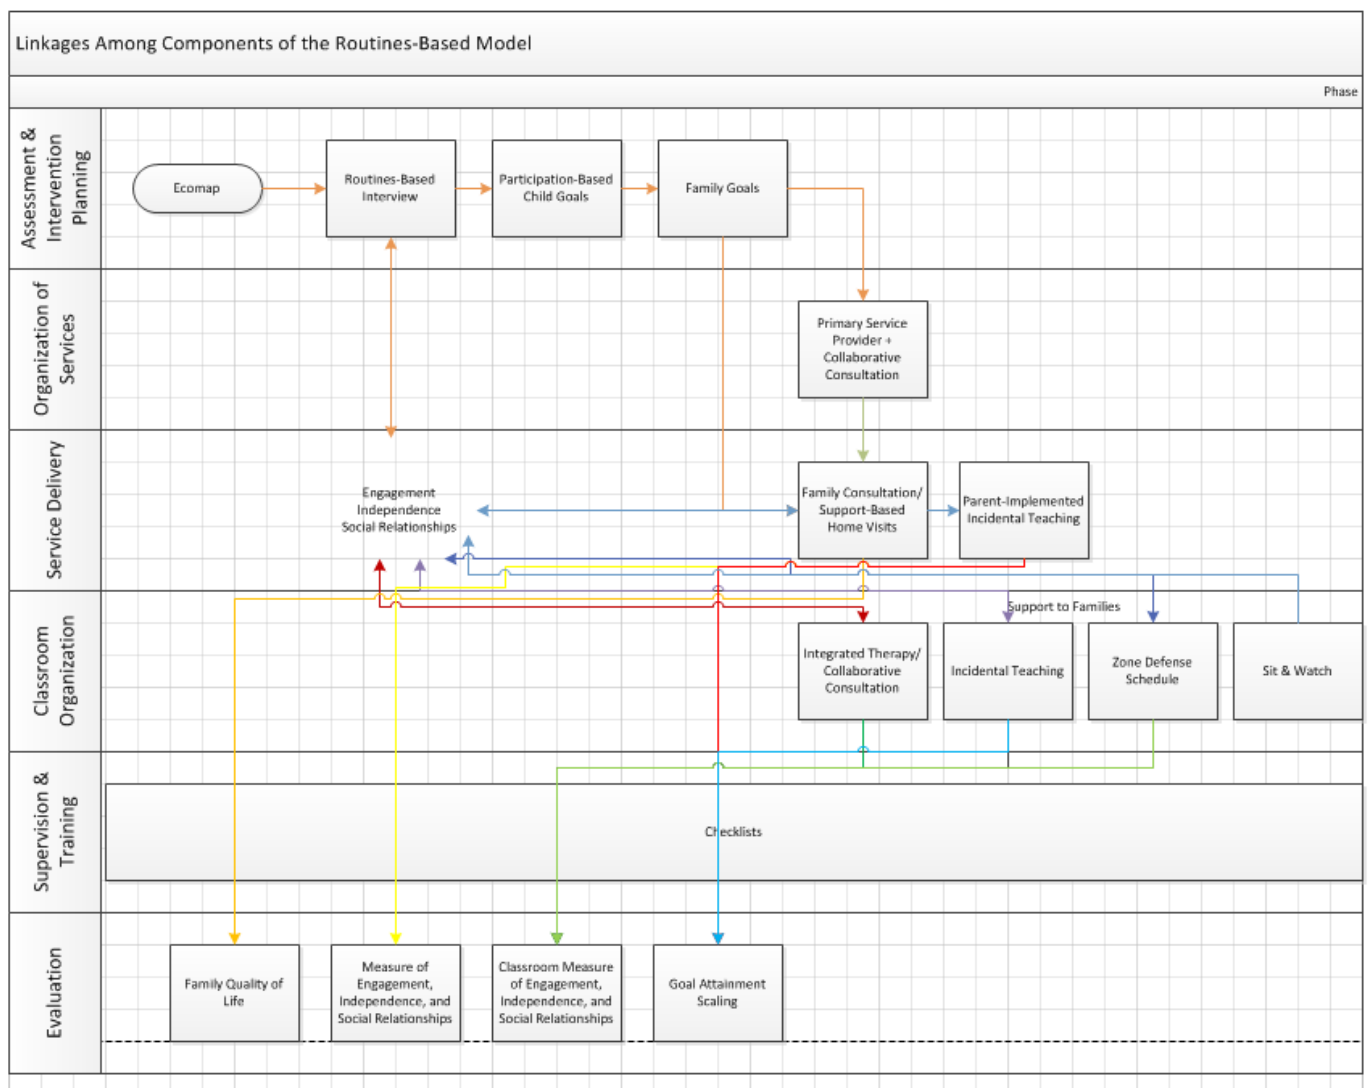 Linkages Among Components of the Routines-Based Model
Phase
Assessment &
Intervention
Planning
Ecomap
Routines-Based
Interview
Participation-Based
Child Goals
Family Goals
Organization of
Services
Primary Service
Provider +
Collaborative
Consultation
Service Delivery
Engagement
Independence
Social Relationships
Family Consultation/
Support-Based
Home Visits
Parent-Implemented
Incidental Teaching
Support to Families
Classroom
Organization
Integrated Therapy/
Collaborative
Consultation
Incidental Teaching
Zone Defense
Schedule
Sit & Watch
Supervision &
Training
Checklists
Evaluation
Family Quality of
Life
Measure of
Engagement,
Independence, and
Social Relationships
Classroom Measure
of Engagement,
Independence, and
Social Relationships
Goal Attainment
Scaling